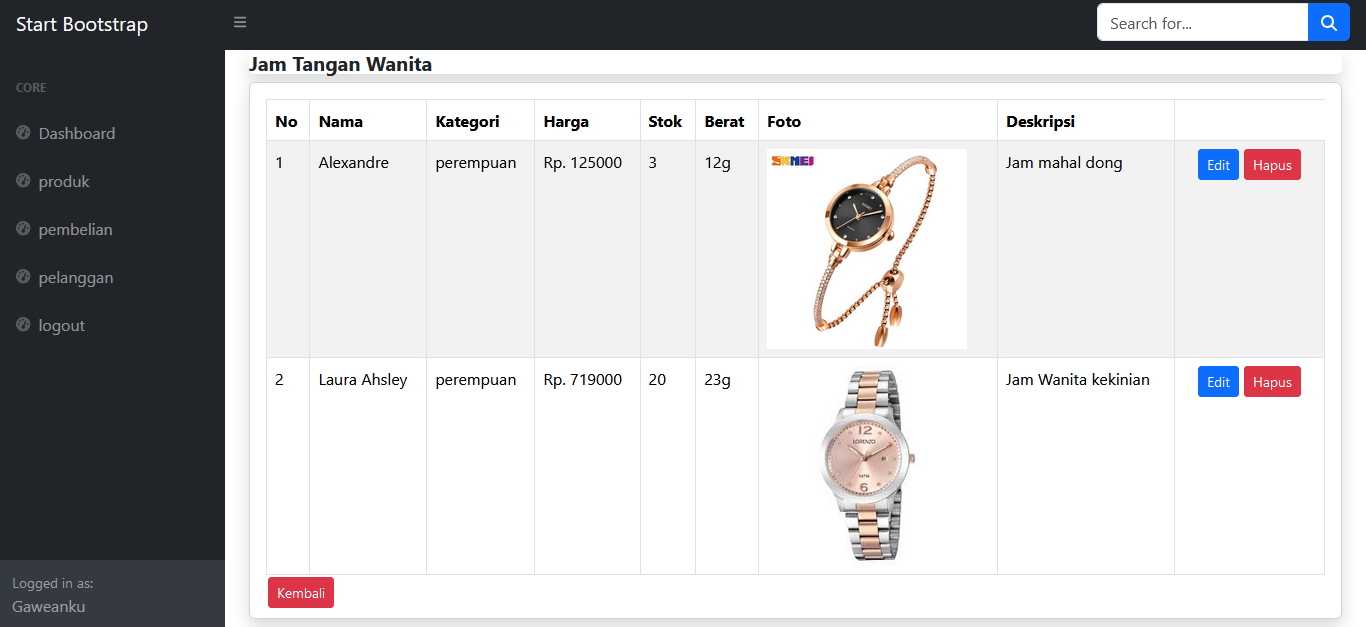 Start Bootstrap
Search for...
CORE
Dashboard
produk
pembelian
pelanggan
logout
Logged in as:
Gaweanku
Jam Tangan Wanita
No Nama Kategori Harga Stok Berat Foto Deskripsi
1 Alexandre perempuan Rp. 125000 3 12g Jam mahal dong Edit Hapus
SKMEI
2 Laura Ahsley perempuan Rp. 719000 20 23g Jam Wanita kekinian Edit Hapus
12
LORENZO
6
Kembali